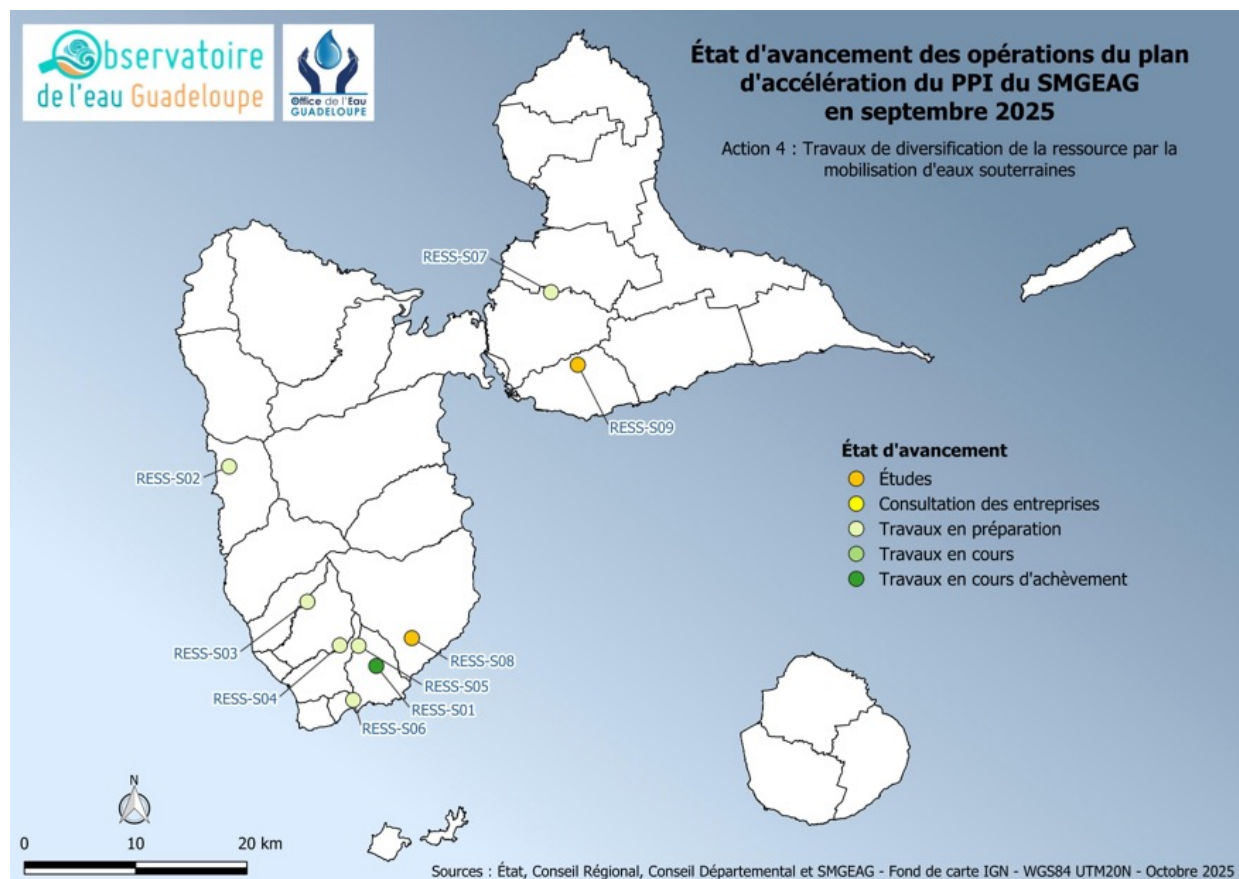 Observatoire
de l'eau Guadeloupe
Office de l'Eau
GUADELOUPE
État d'avancement des opérations du plan
d'accélération du PPI du SMGEAG
en septembre 2025
Action 4 : Travaux de diversification de la ressource par la
mobilisation d'eaux souterraines
RESS-S07
RESS-S09
RESS-S02
État d'avancement
Études
Consultation des entreprises
Travaux en préparation
Travaux en cours
Travaux en cours d'achèvement
RESS-S03
RESS-S08
RESS-S04
RESS-S05
RESS-S01
RESS-S06
N
0 10 20 km
Sources : État, Conseil Régional, Conseil Départemental et SMGEAG - Fond de carte IGN - WGS84 UTM20N - Octobre 2025